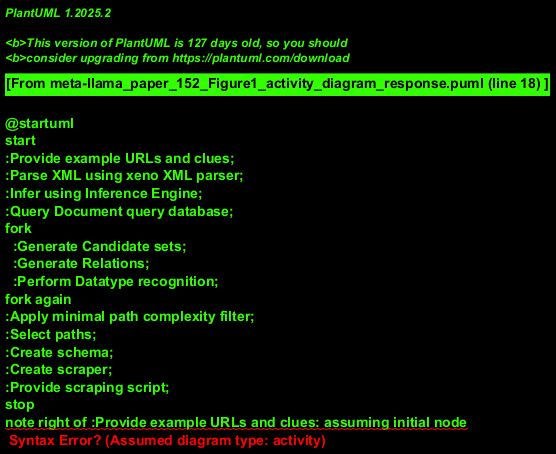 PlantUML 1.2025.2
<b>This version of PlantUML is 127 days old, so you should
<b>consider upgrading from https://plantuml.com/download
[From meta-llama_paper_152_Figure1_activity_diagram_response.puml (line 18) ]
@startuml
start
:Provide example URLs and clues;
:Parse XML using xeno XML parser;
:Infer using Inference Engine;
:Query Document query database;
fork
:Generate Candidate sets;
:Generate Relations;
:Perform Datatype recognition;
fork again
:Apply minimal path complexity filter;
:Select paths;
:Create schema;
:Create scraper;
:Provide scraping script;
stop
note right of :Provide example URLs and clues: assuming initial node
Syntax Error? (Assumed diagram type: activity)